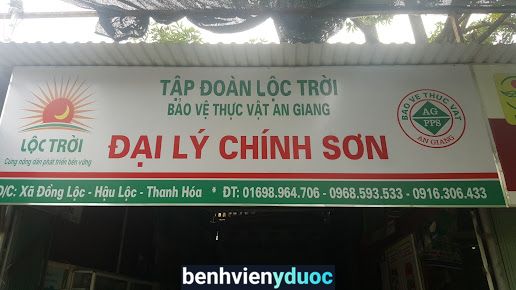 TẬP ĐOÀN LỘC TRỜI
BẢO VỆ THỰC VẬT AN GIANG
LỘC TRỜI
Cùng nông dân phát triển bền vững
ĐẠI LÝ CHÍNH SƠN
BẢO VỆ THỰC VẬT
AG
PPS
AN GIANG
Đ/C: Xã Đồng Lộc - Hậu Lộc - Thanh Hóa * ĐT: 01698.964.706 - 0968.593.533 - 0916.306.433
benhvienyduoc